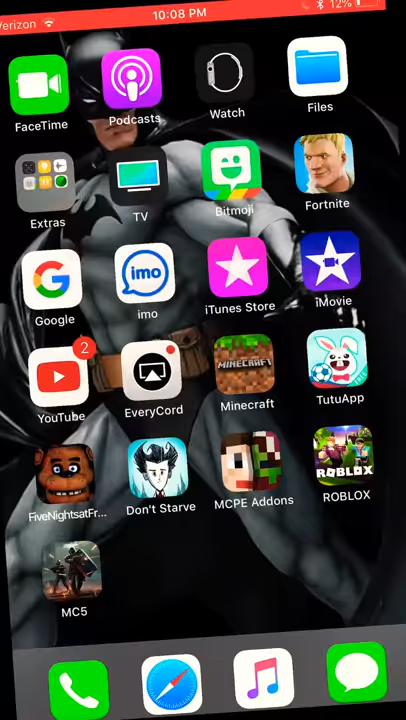 Verizon 10:08 PM 12%
FaceTime Podcasts Watch Files
Extras TV Bitmoji Fortnite
Google imo iTunes Store iMovie
2
YouTube EveryCord Minecraft TutuApp
FiveNightsatFr... Don't Starve MCPE Addons ROBLOX
MC5
imo
MINECRAFT
ROBLOX